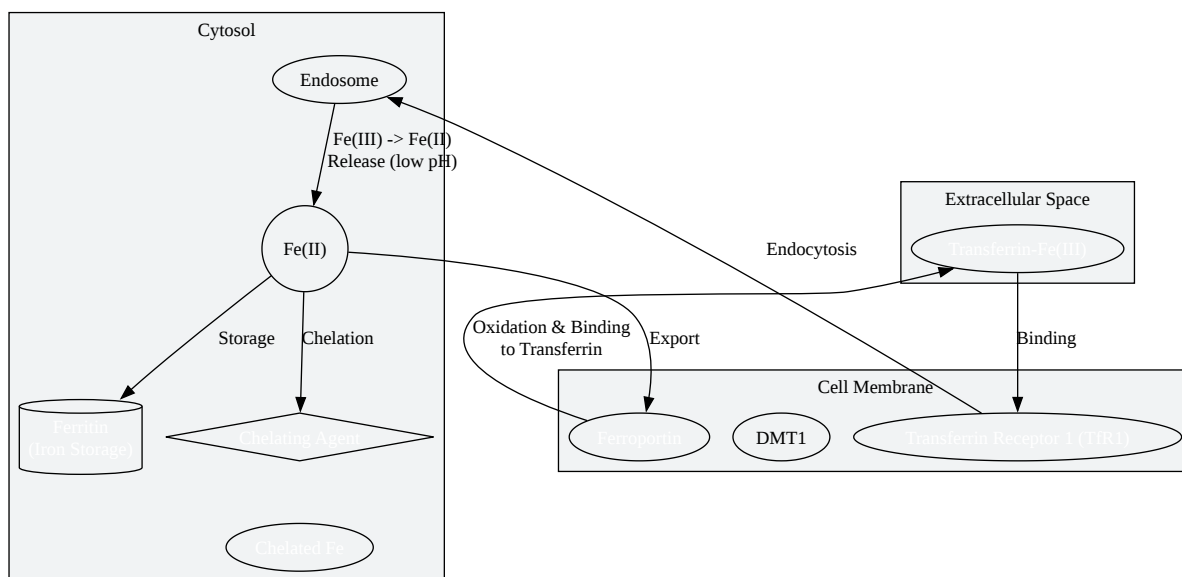 Cytosol
Endosome
Fe(III) -> Fe(II)
Release (low pH)
Extracellular Space
Transferrin-Fe(III)
Fe(II)
Endocytosis
Storage
Chelation
Oxidation & Binding
to Transferrin
Export
Binding
Cell Membrane
Ferritin
(Iron Storage)
Chelating Agent
Ferroportin
DMT1
Transferrin Receptor 1 (TfR1)
Chelated Fe